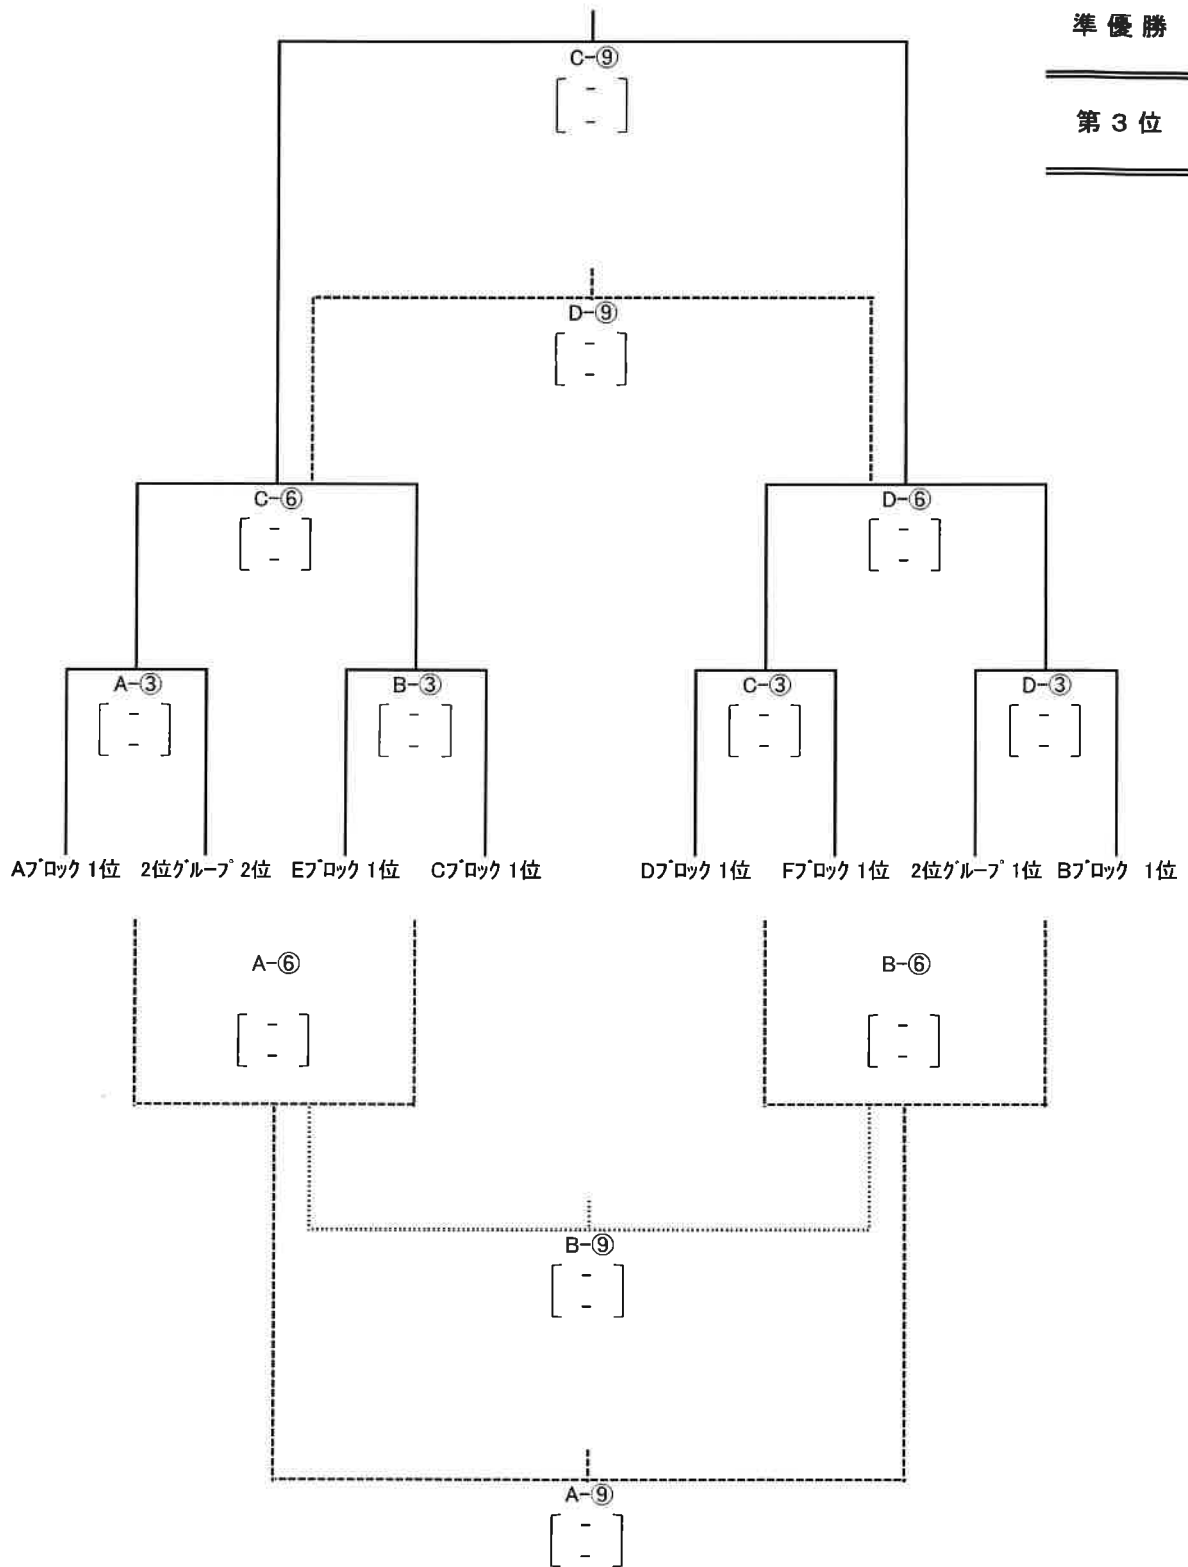 準優勝
C-⑨
[ - ]
[ - ]
第3位
D-⑨
[ - ]
[ - ]
C-⑥ D-⑥
[ - ] [ - ]
[ - ] [ - ]
A-③ B-③ C-③ D-③
[ - ] [ - ] [ - ] [ - ]
[ - ] [ - ] [ - ] [ - ]
Aブロック 1位 2位グループ 2位 Eブロック 1位 Cブロック 1位 Dブロック 1位 Fブロック 1位 2位グループ 1位 Bブロック 1位
A-⑥ B-⑥
[ - ] [ - ]
[ - ] [ - ]
B-⑨
[ - ]
[ - ]
A-⑨
[ - ]
[ - ]